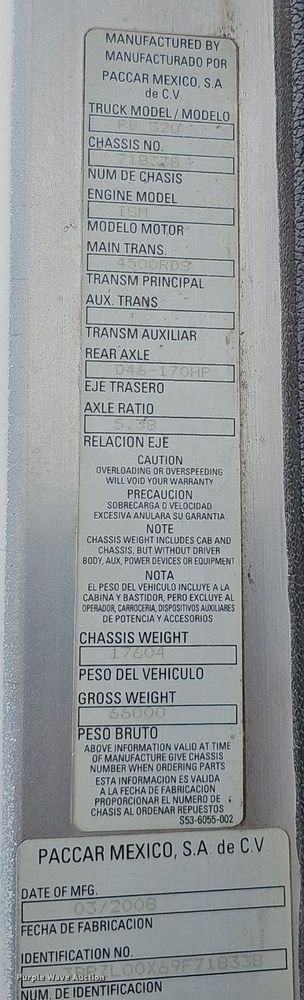 MANUFACTURED BY
MANUFACTURADO POR
PACCAR MEXICO, S.A.
de C.V.
TRUCK MODEL / MODELO
PB 320
CHASSIS NO.
718338
NUM DE CHASIS
ENGINE MODEL
ISM
MODELO MOTOR
MAIN TRANS.
4500RDS
TRANSM PRINCIPAL
AUX. TRANS
TRANSM AUXILIAR
REAR AXLE
D46-170HP
EJE TRASERO
AXLE RATIO
5.38
RELACION EJE
CAUTION
OVERLOADING OR OVERSPEEDING
WILL VOID YOUR WARRANTY
PRECAUCION
SOBRECARGA O VELOCIDAD
EXCESIVA ANULARA SU GARANTIA
NOTE
CHASSIS WEIGHT INCLUDES CAB AND
CHASSIS, BUT WITHOUT DRIVER
BODY, AUX, POWER DEVICES OR EQUIPMENT
NOTA
EL PESO DEL VEHICULO INCLUYE A LA
CABINA Y BASTIDOR, PERO EXCLUYE AL
OPERADOR, CARROCERIA, DISPOSITIVOS AUXILIARES
DE POTENCIA Y ACCESORIOS
CHASSIS WEIGHT
17604
PESO DEL VEHICULO
GROSS WEIGHT
66000
PESO BRUTO
ABOVE INFORMATION VALID AT TIME
OF MANUFACTURE GIVE CHASSIS
NUMBER WHEN ORDERING PARTS
ESTA INFORMACION ES VALIDA
A LA FECHA DE FABRICACION
PROPORCIONAR EL NUMERO DE
CHASIS AL ORDENAR REPUESTOS
S53-6055-002
PACCAR MEXICO, S.A. de C.V.
DATE OF MFG.
03/2008
FECHA DE FABRICACION
IDENTIFICATION NO.
L00X69F718338
Purple Wave Auction
NUM. DE IDENTIFICACION